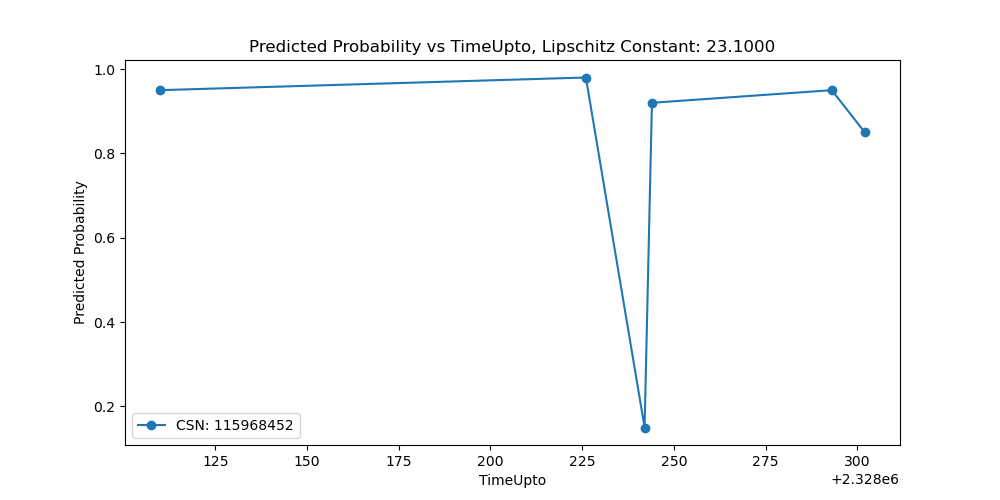 Predicted Probability vs TimeUpto, Lipschitz Constant: 23.1000
1.0
0.8
0.6
0.4
0.2
Predicted Probability
CSN: 115968452
125
150
175
200
225
250
275
300
TimeUpto
+2.328e6